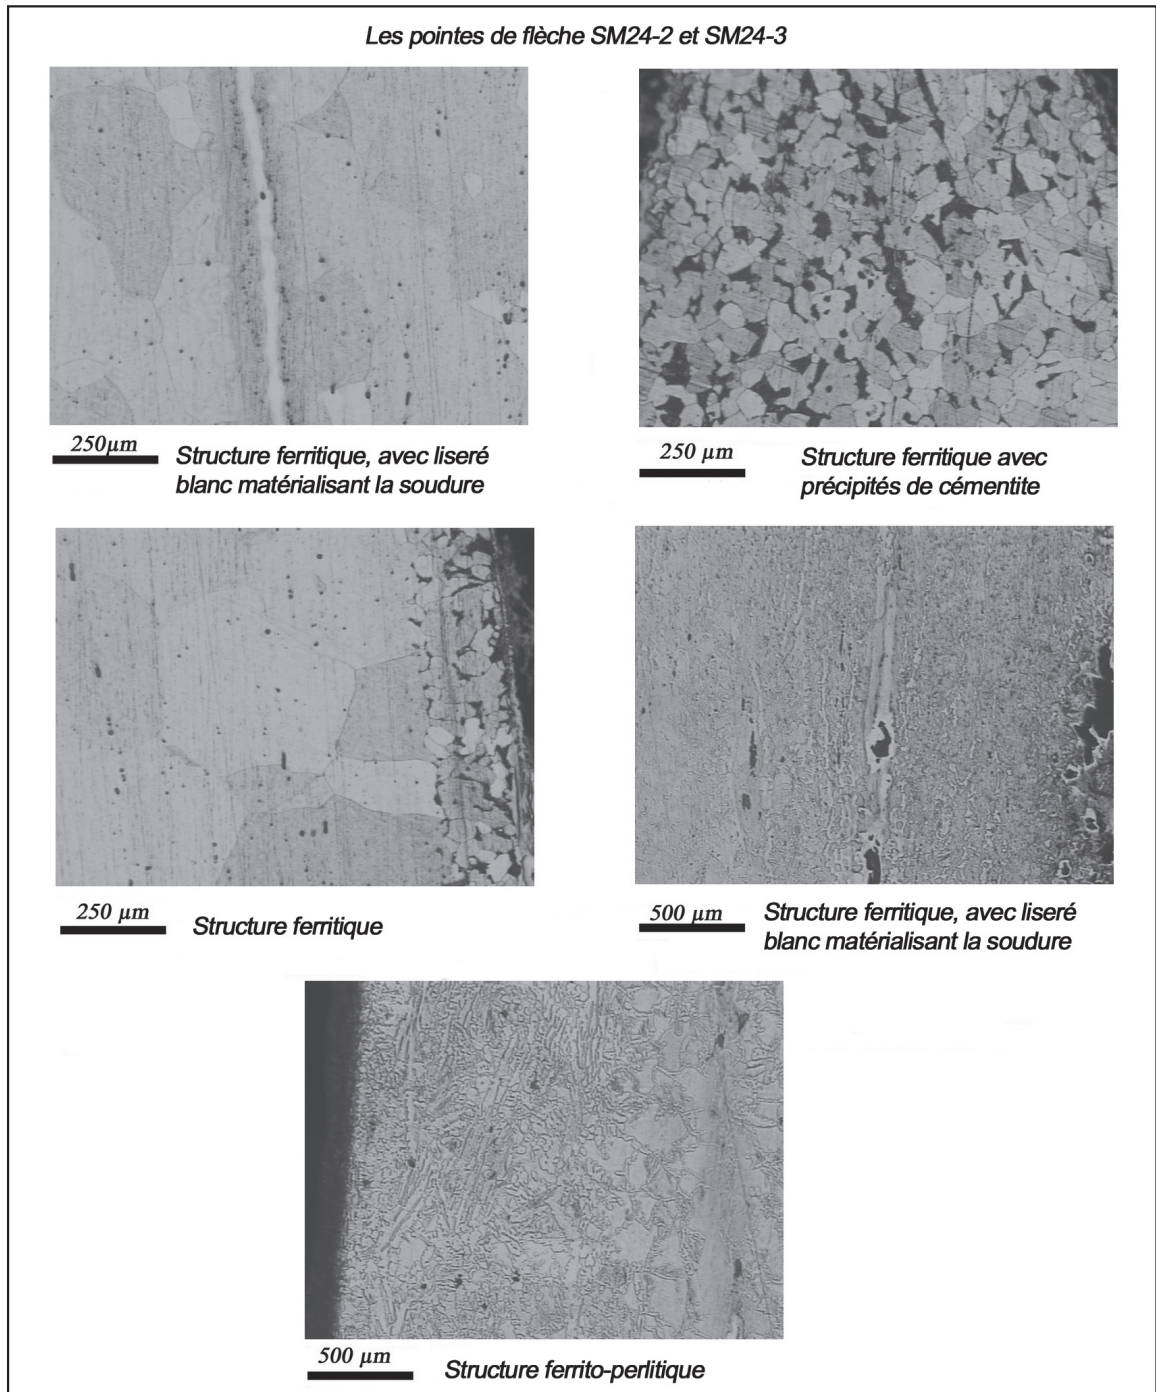 Les pointes de flèche SM24-2 et SM24-3
250µm
Structure ferritique, avec liseré
blanc matérialisant la soudure
250 µm
Structure ferritique avec
précipités de cémentite
250 µm
Structure ferritique
500 µm
Structure ferritique, avec liseré
blanc matérialisant la soudure
500 µm
Structure ferrito-perlitique